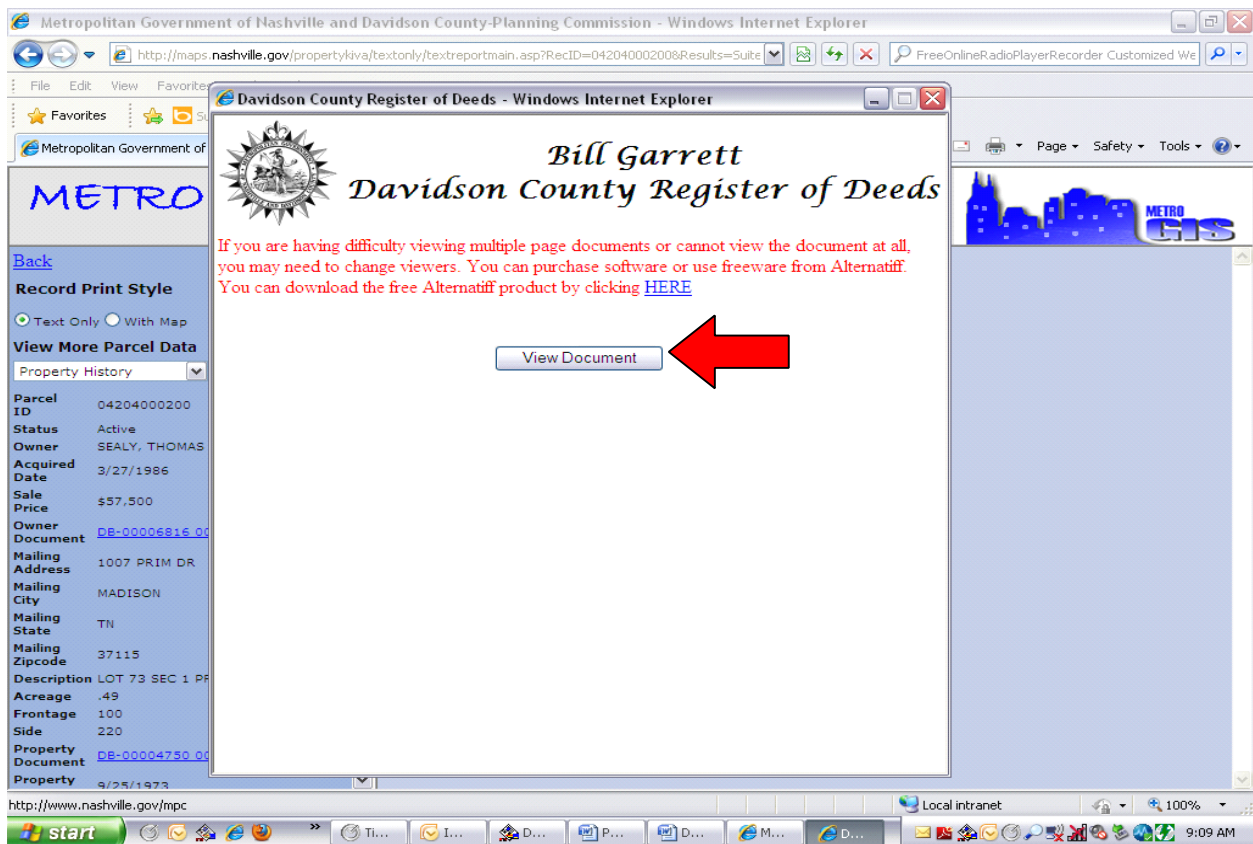 Metropolitan Government of Nashville and Davidson County-Planning Commission - Windows Internet Explorer
http://maps.nashville.gov/propertykiva/textonly/textreportmain.asp?RecID=04204000200&Results=Suite
FreeOnlineRadioPlayerRecorder Customized We
File Edit View Favorites
Favorites
Metropolitan Government of
Page Safety Tools
METRO
METRO
GIS
Davidson County Register of Deeds - Windows Internet Explorer
Bill Garrett
Davidson County Register of Deeds
If you are having difficulty viewing multiple page documents or cannot view the document at all,
you may need to change viewers. You can purchase software or use freeware from Alternatiff.
You can download the free Alternatiff product by clicking HERE
View Document
Back
Record Print Style
Text Only With Map
View More Parcel Data
Property History
Parcel ID 04204000200
Status Active
Owner SEALY, THOMAS
Acquired Date 3/27/1986
Sale Price $57,500
Owner Document DB-00006816 00
Mailing Address 1007 PRIM DR
Mailing City MADISON
Mailing State TN
Mailing Zipcode 37115
Description LOT 73 SEC 1 PR
Acreage .49
Frontage 100
Side 220
Property Document DB-00004750 00
Property 9/25/1973
http://www.nashville.gov/mpc
Local intranet
100%
start
Ti...
I...
D...
P...
D...
M...
D...
9:09 AM